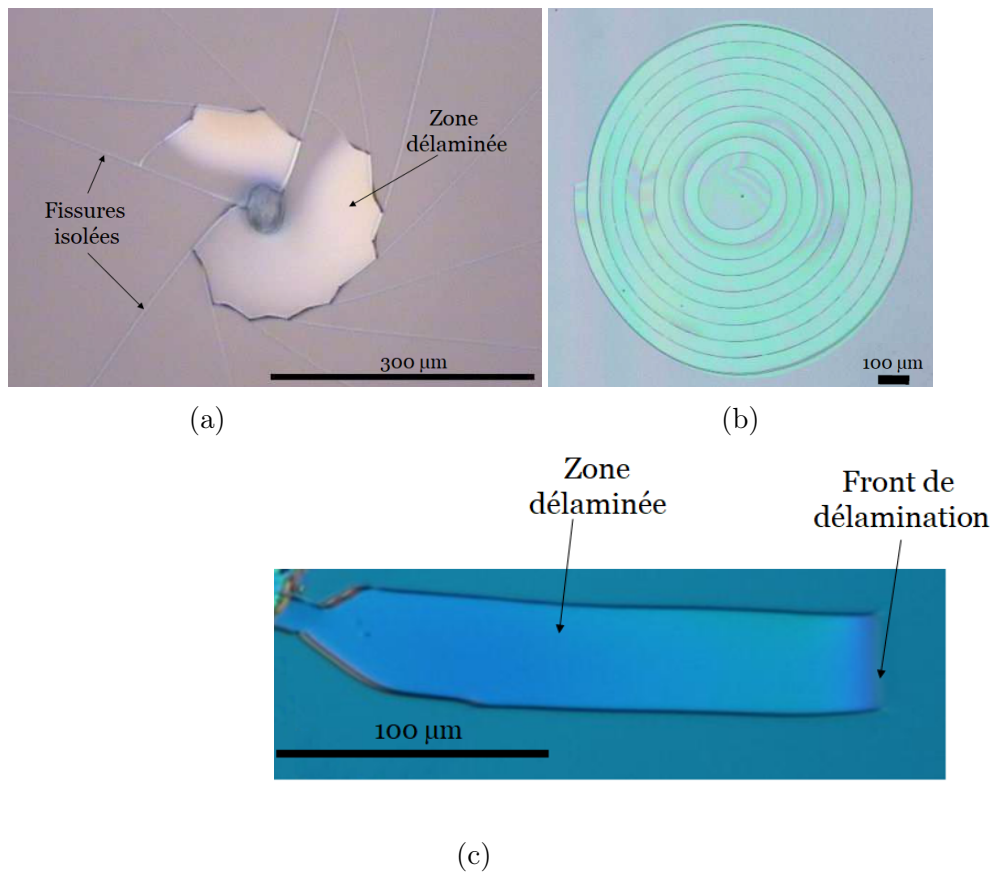 Zone
délaminée
Fissures
isolées
300 µm
100 µm
(a)
(b)
Zone
délaminée
Front de
délamination
100 µm
(c)